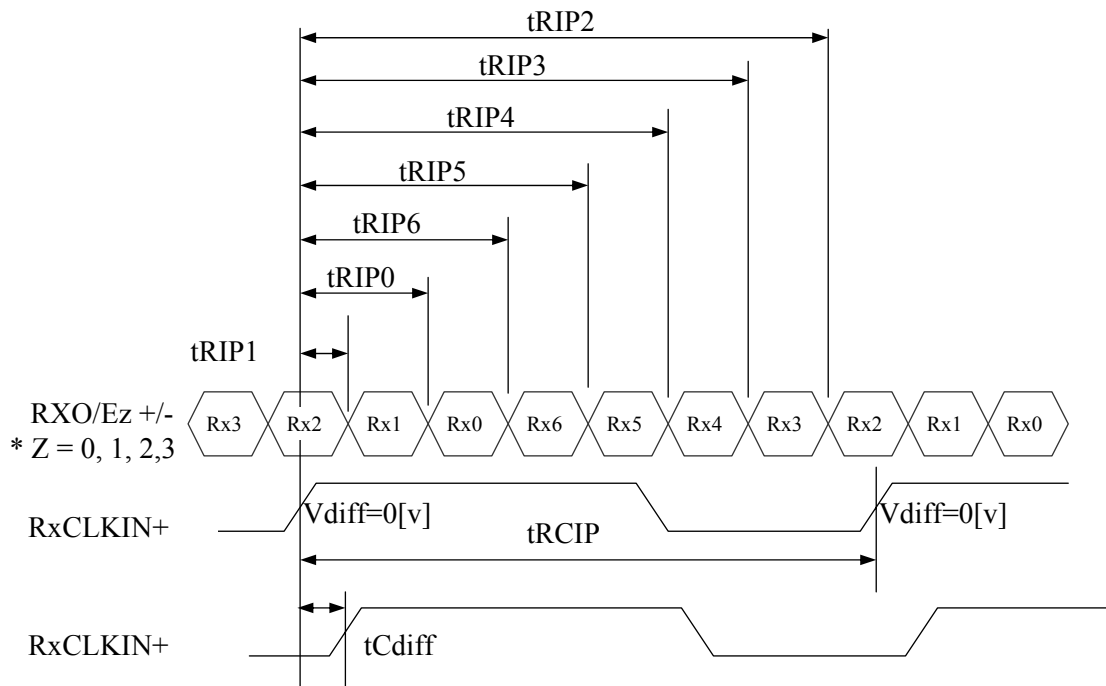 tRIP2
tRIP3
tRIP4
tRIP5
tRIP6
tRIP0
tRIP1
RXO/Ez +/-
* Z = 0, 1, 2,3
Rx3 Rx2 Rx1 Rx0 Rx6 Rx5 Rx4 Rx3 Rx2 Rx1 Rx0
RxCLKIN+
Vdiff=0[v] Vdiff=0[v]
tRCIP
RxCLKIN+
tCdiff